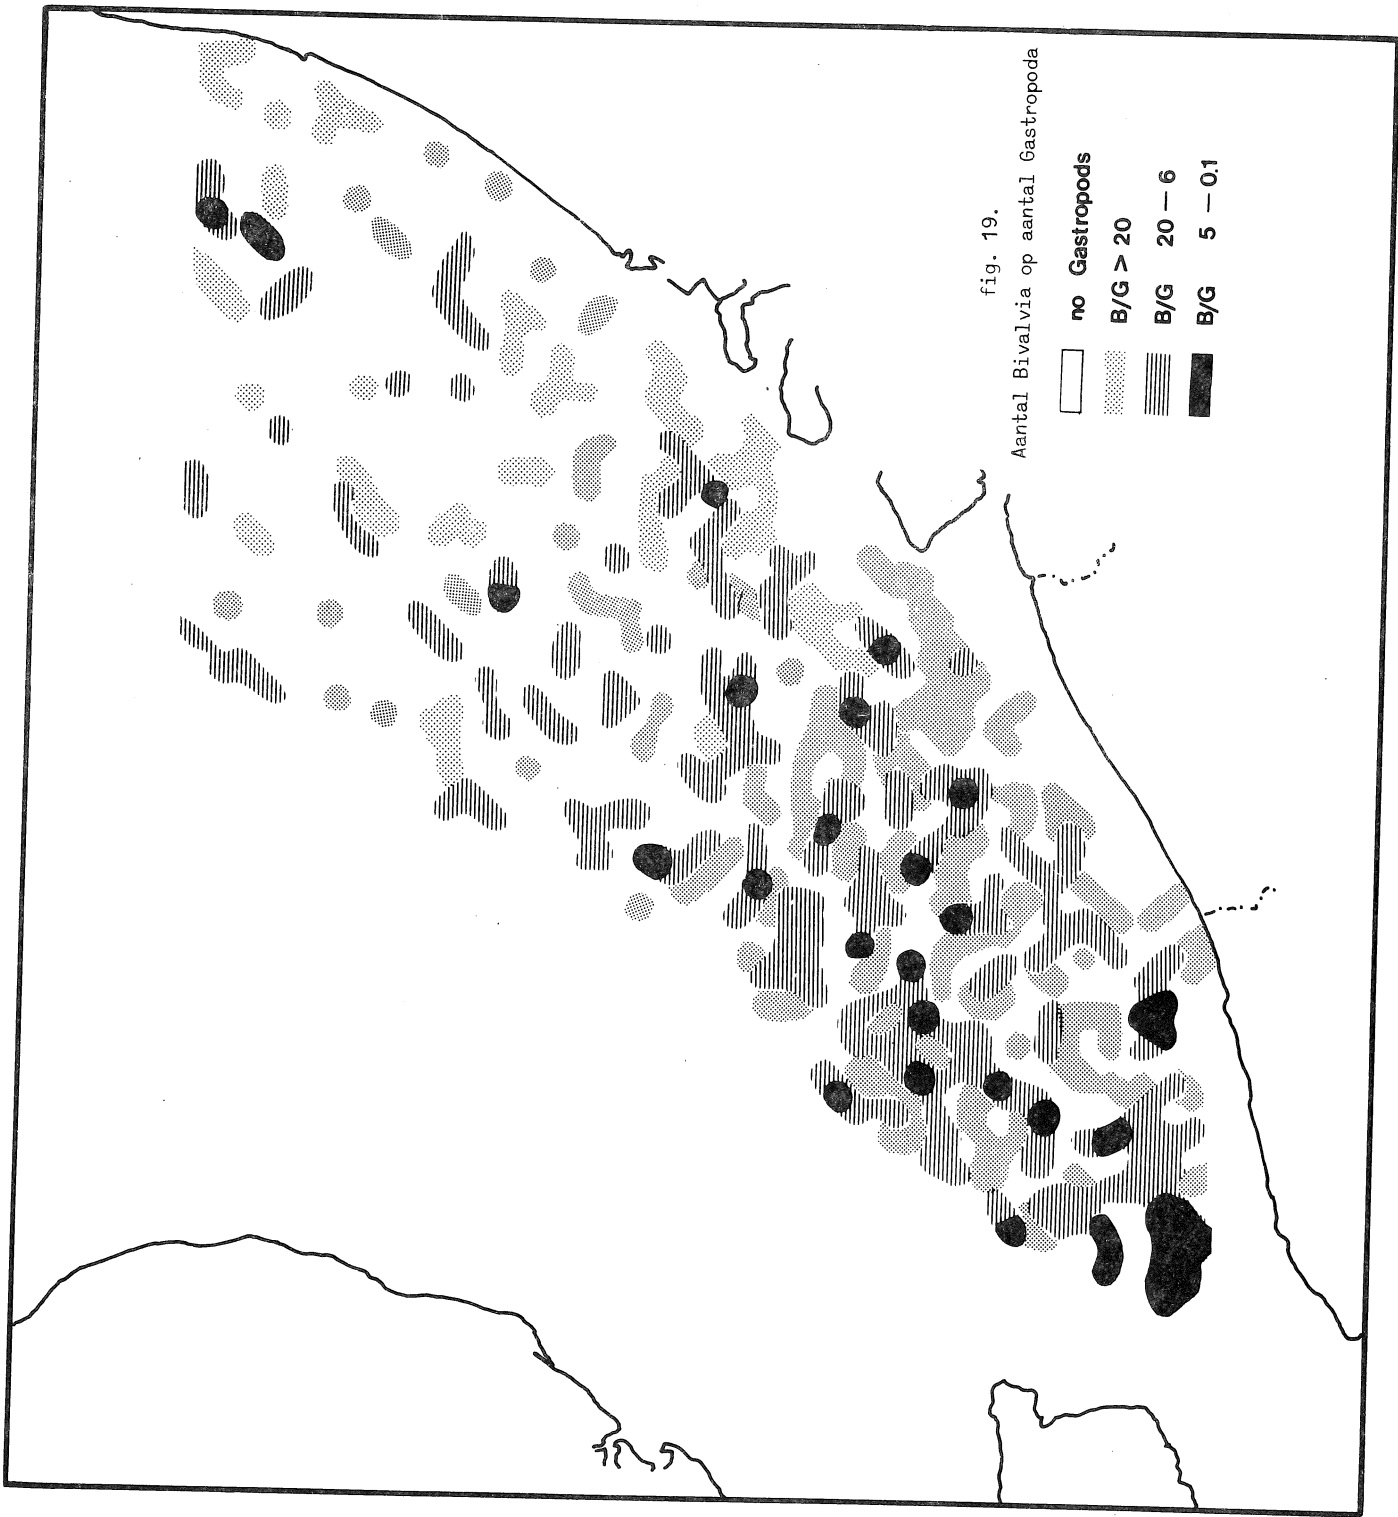 fig. 19.
Aantal Bivalvia op aantal Gastropoda
no Gastropods
B/G > 20
B/G 20 — 6
B/G 5 — 0.1